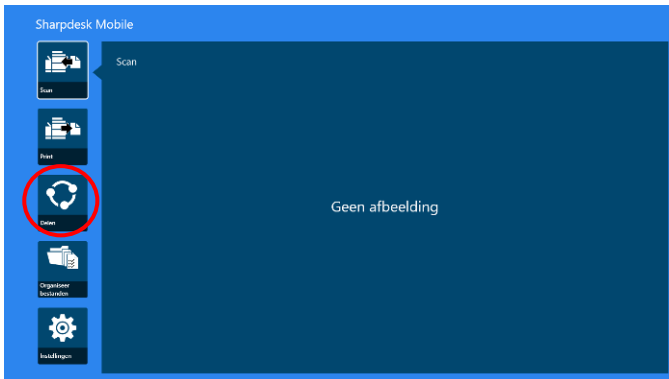 Sharpdesk Mobile
Scan
Scan
Print
Delen
Geen afbeelding
Organiseer
bestanden
Instellingen